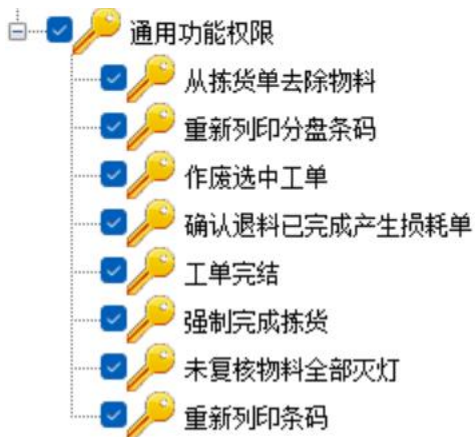 通用功能权限
从拣货单去除物料
重新列印分盘条码
作废选中工单
确认退料已完成产生损耗单
工单完结
强制完成拣货
未复核物料全部灭灯
重新列印条码